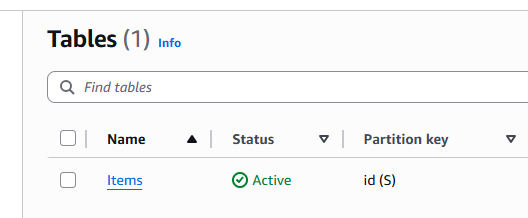 Tables (1) Info
Find tables
Name Status Partition key
Items Active id (S)